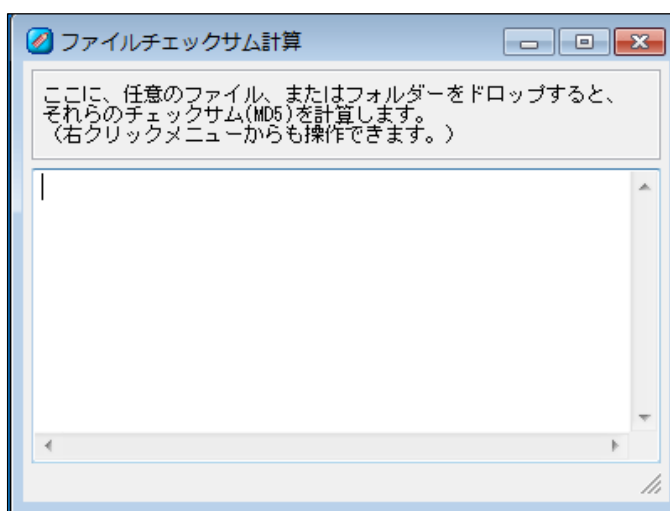 ファイルチェックサム計算
ここに、任意のファイル、またはフォルダーをドロップすると、
それらのチェックサム(MD5)を計算します。
（右クリックメニューからも操作できます。）